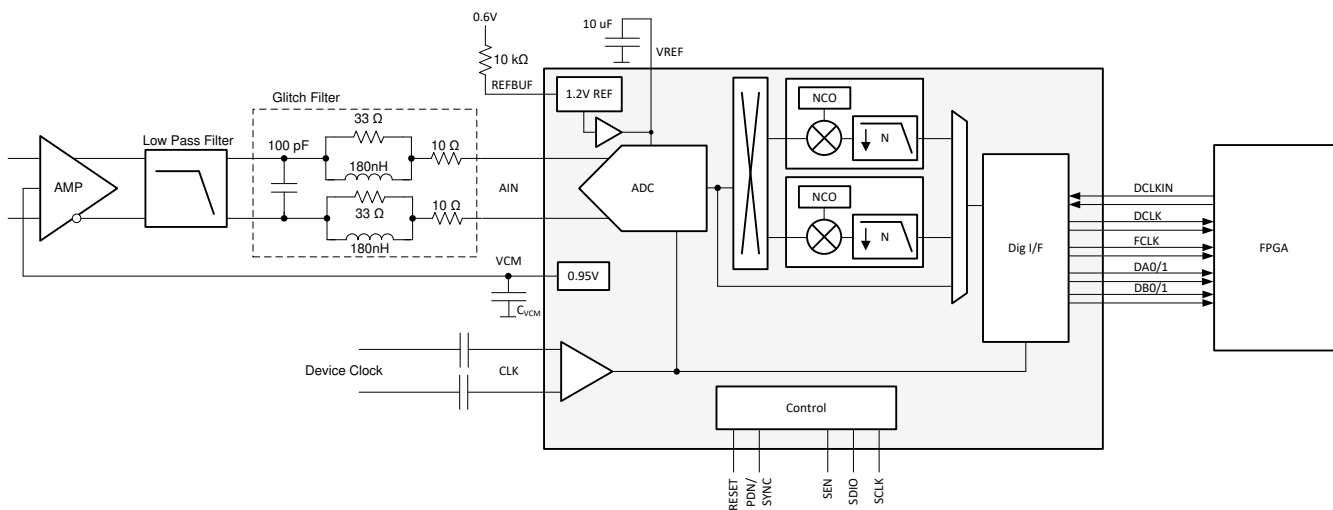 0.6V
10 uF
VREF
10 kΩ
REFBUF
1.2V REF
Glitch Filter
33 Ω
Low Pass Filter
100 pF
10 Ω
180nH
AMP
AIN
33 Ω
10 Ω
180nH
ADC
NCO
N
NCO
N
Dig I/F
DCLKIN
DCLK
FCLK
DA0/1
DB0/1
FPGA
VCM
0.95V
CVCM
Device Clock
CLK
Control
RESET
PDN/
SYNC
SEN
SDIO
SCLK